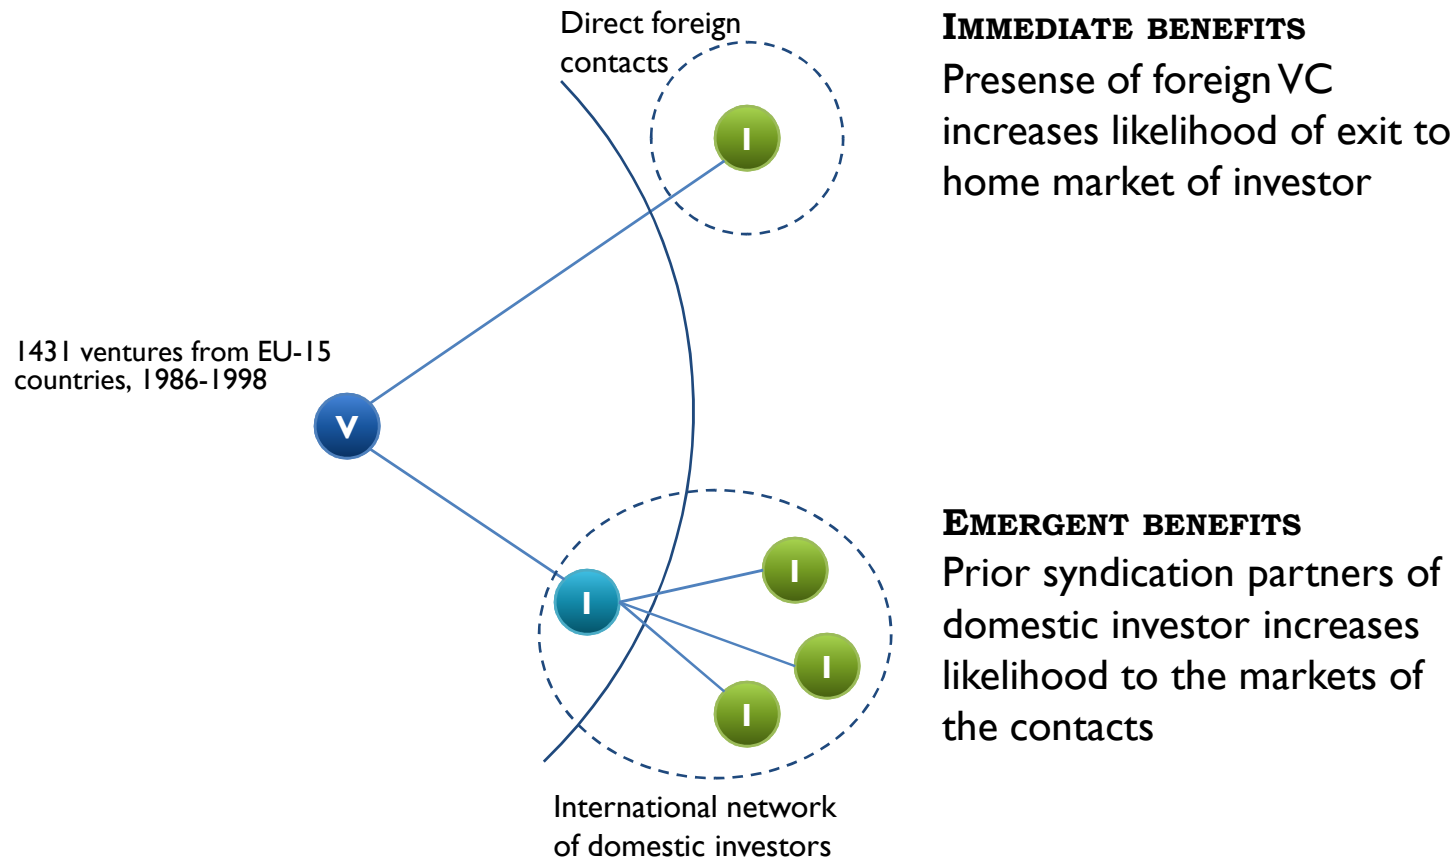 Direct foreign
contacts
I
IMMEDIATE BENEFITS
Presense of foreign VC
increases likelihood of exit to
home market of investor
1431 ventures from EU-15
countries, 1986-1998
V
I
I
I
I
EMERGENT BENEFITS
Prior syndication partners of
domestic investor increases
likelihood to the markets of
the contacts
International network
of domestic investors